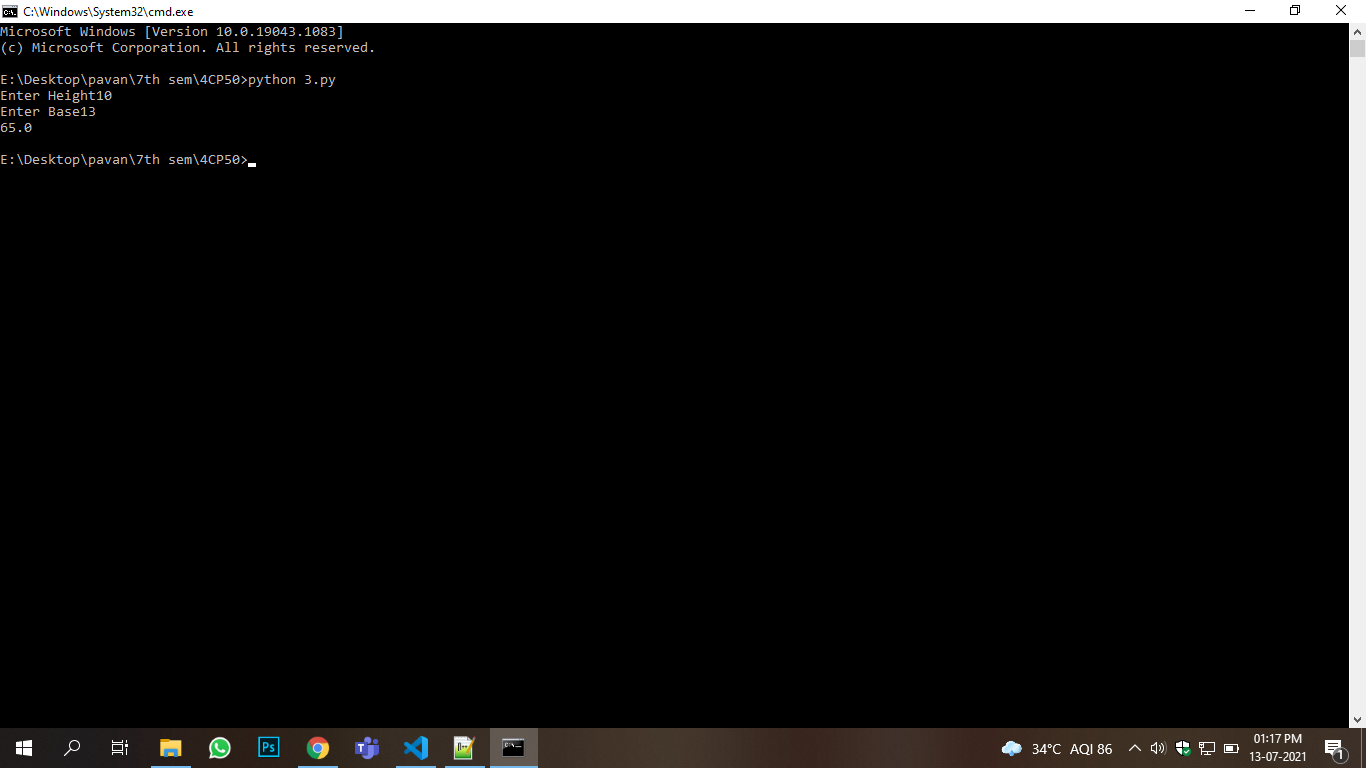 C:\Windows\System32\cmd.exe
Microsoft Windows [Version 10.0.19043.1083]
(c) Microsoft Corporation. All rights reserved.
E:\Desktop\pavan\7th sem\4CP50>python 3.py
Enter Height10
Enter Base13
65.0
E:\Desktop\pavan\7th sem\4CP50>
34°C AQI 86
01:17 PM
13-07-2021
1
Ps